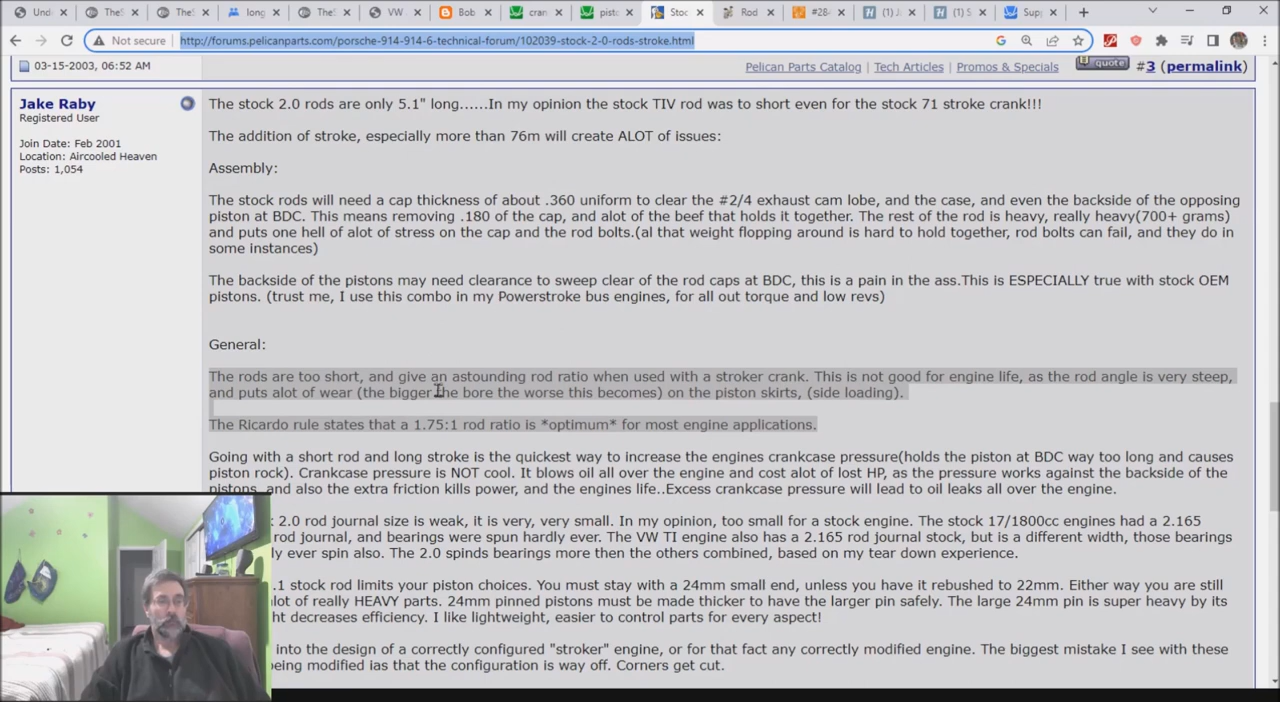 Und
TheS
TheS
long
TheS
VW
Bob
cran
pist
Stoc
Rod
#28
(1) J
(1) S
Sup
Not secure
http://forums.pelicanparts.com/porsche-914-914-6-technical-forum/102039-stock-2-0-rods-stroke.html
03-15-2003, 06:52 AM
Pelican Parts Catalog | Tech Articles | Promos & Specials
quote
#3 (permalink)
Jake Raby
Registered User
Join Date: Feb 2001
Location: Aircooled Heaven
Posts: 1,054
The stock 2.0 rods are only 5.1" long......In my opinion the stock TIV rod was to short even for the stock 71 stroke crank!!!
The addition of stroke, especially more than 76m will create ALOT of issues:
Assembly:
The stock rods will need a cap thickness of about .360 uniform to clear the #2/4 exhaust cam lobe, and the case, and even the backside of the opposing
piston at BDC. This means removing .180 of the cap, and alot of the beef that holds it together. The rest of the rod is heavy, really heavy(700+ grams)
and puts one hell of alot of stress on the cap and the rod bolts.(al that weight flopping around is hard to hold together, rod bolts can fail, and they do in
some instances)
The backside of the pistons may need clearance to sweep clear of the rod caps at BDC, this is a pain in the ass.This is ESPECIALLY true with stock OEM
pistons. (trust me, I use this combo in my Powerstroke bus engines, for all out torque and low revs)
General:
The rods are too short, and give an astounding rod ratio when used with a stroker crank. This is not good for engine life, as the rod angle is very steep,
and puts alot of wear (the bigger the bore the worse this becomes) on the piston skirts, (side loading).
The Ricardo rule states that a 1.75:1 rod ratio is *optimum* for most engine applications.
Going with a short rod and long stroke is the quickest way to increase the engines crankcase pressure(holds the piston at BDC way too long and causes
piston rock). Crankcase pressure is NOT cool. It blows oil all over the engine and cost alot of lost HP, as the pressure works against the backside of the
pistons, and also the extra friction kills power, and the engines life..Excess crankcase pressure will lead to oil leaks all over the engine.
2.0 rod journal size is weak, it is very, very small. In my opinion, too small for a stock engine. The stock 17/1800cc engines had a 2.165
rod journal, and bearings were spun hardly ever. The VW TI engine also has a 2.165 rod journal stock, but is a different width, those bearings
ly ever spin also. The 2.0 spinds bearings more then the others combined, based on my tear down experience.
.1 stock rod limits your piston choices. You must stay with a 24mm small end, unless you have it rebushed to 22mm. Either way you are still
lot of really HEAVY parts. 24mm pinned pistons must be made thicker to have the larger pin safely. The large 24mm pin is super heavy by its
ht decreases efficiency. I like lightweight, easier to control parts for every aspect!
into the design of a correctly configured "stroker" engine, or for that fact any correctly modified engine. The biggest mistake I see with these
being modified ias that the configuration is way off. Corners get cut.